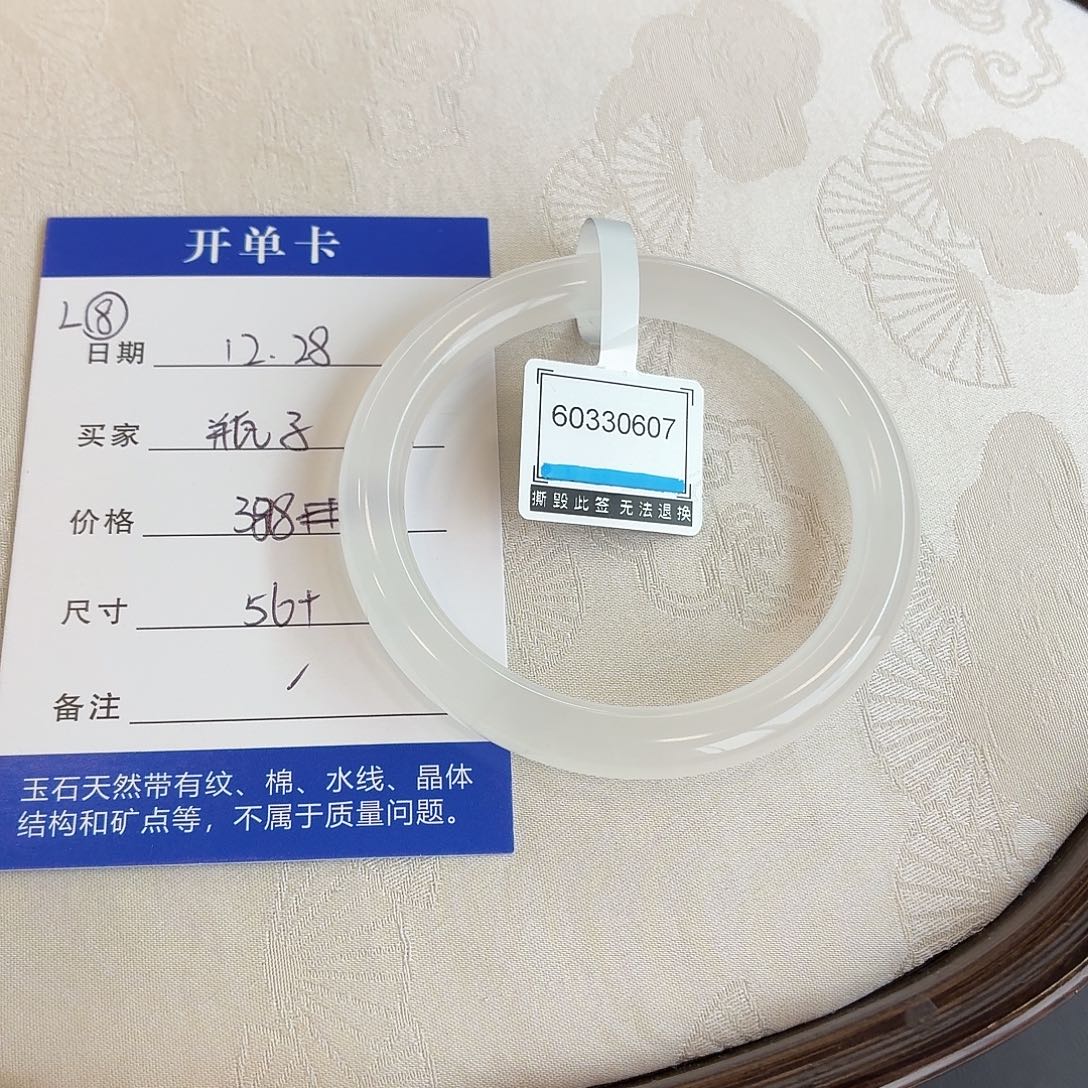 开单卡
L⑧
日期 12.28
买家 瓶子
价格 398
尺寸 56+
备注 /
玉石天然带有纹、棉、水线、晶体
结构和矿点等，不属于质量问题。
60330607
撕毁此签无法退换